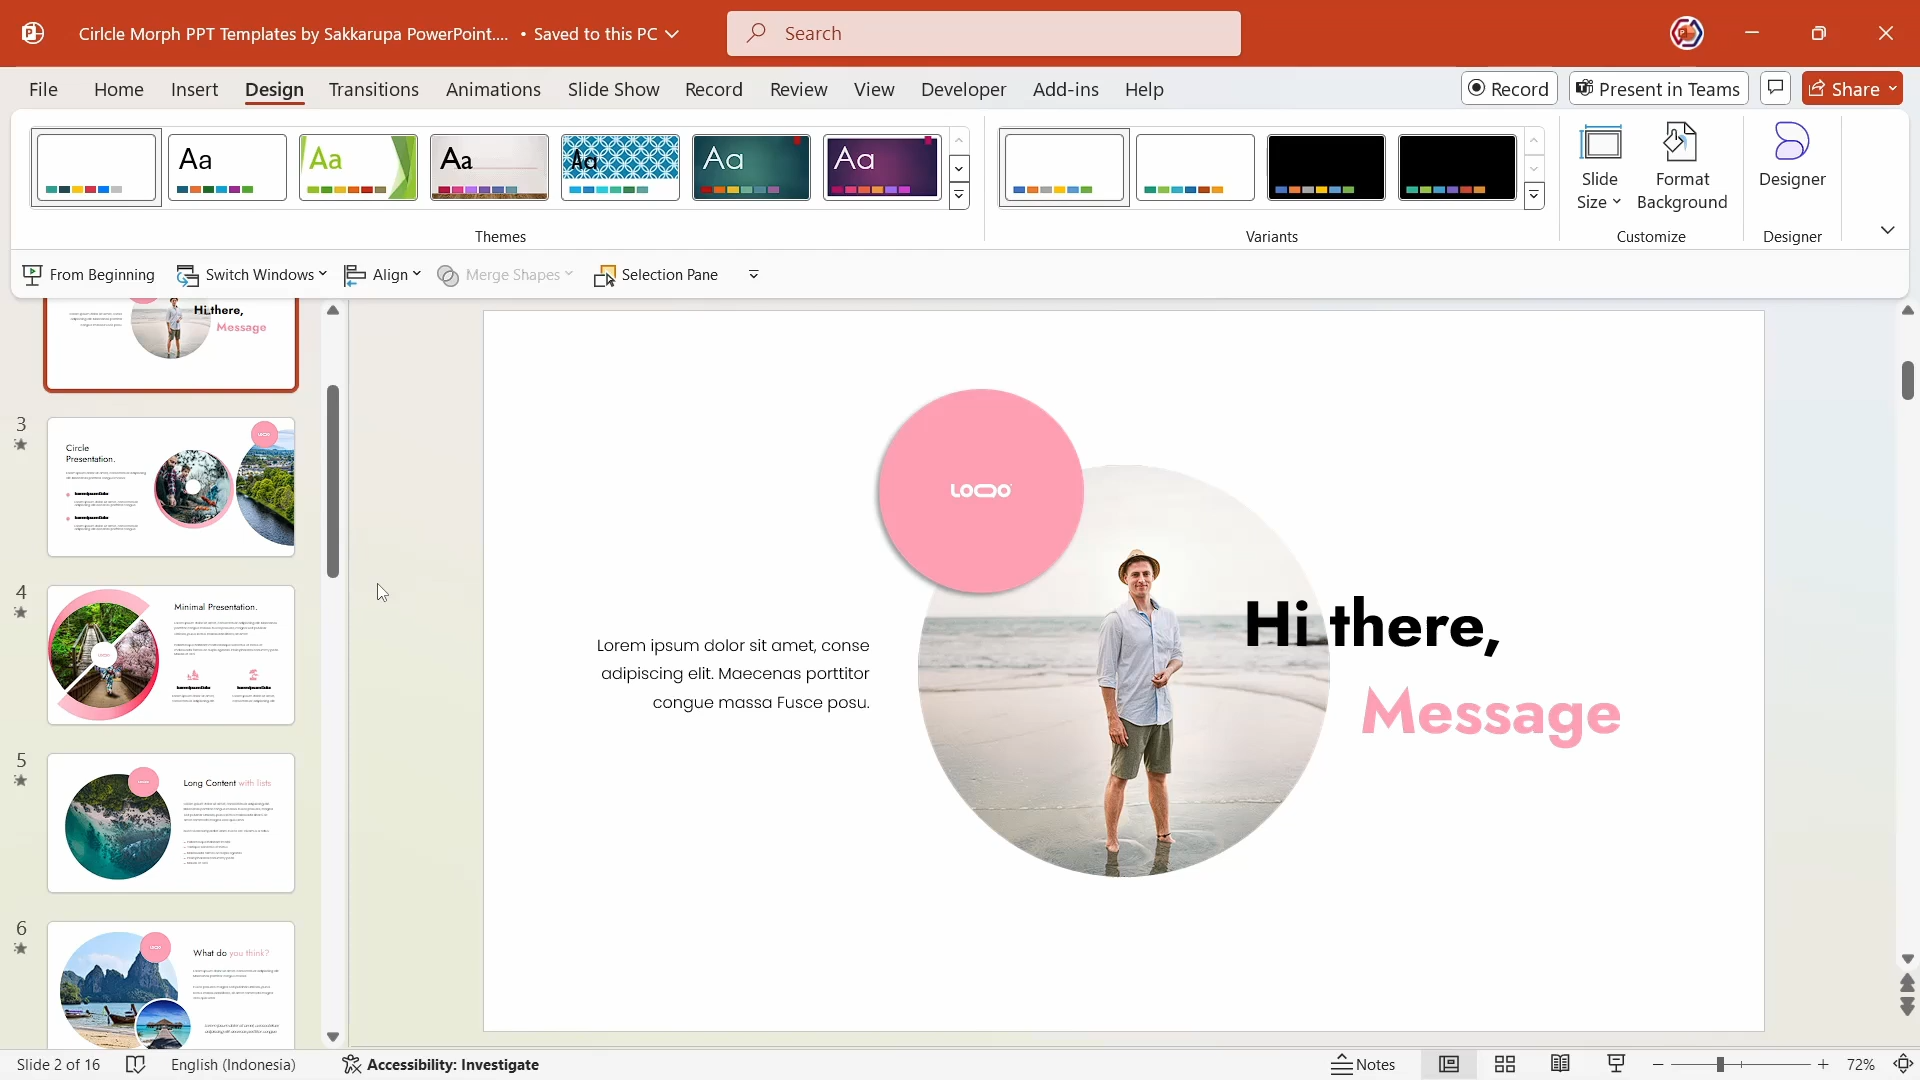 Cirlcle Morph PPT Templates by Sakkarupa PowerPoint.... • Saved to this PC
Search
File Home Insert Design Transitions Animations Slide Show Record Review View Developer Add-ins Help
Record Present in Teams Share
Aa Aa Aa Aa Aa Aa
Slide Size
Format Background
Designer
Themes
Variants
Customize
Designer
From Beginning Switch Windows Align Merge Shapes Selection Pane
Hi there,
Message
3
Circle
Presentation.
4
Minimal Presentation.
5
Long Content with lists
6
What do you think?
LOGO
Lorem ipsum dolor sit amet, conse
adipiscing elit. Maecenas porttitor
congue massa Fusce posu.
Hi there,
Message
Slide 2 of 16 English (Indonesia) Accessibility: Investigate Notes 72%